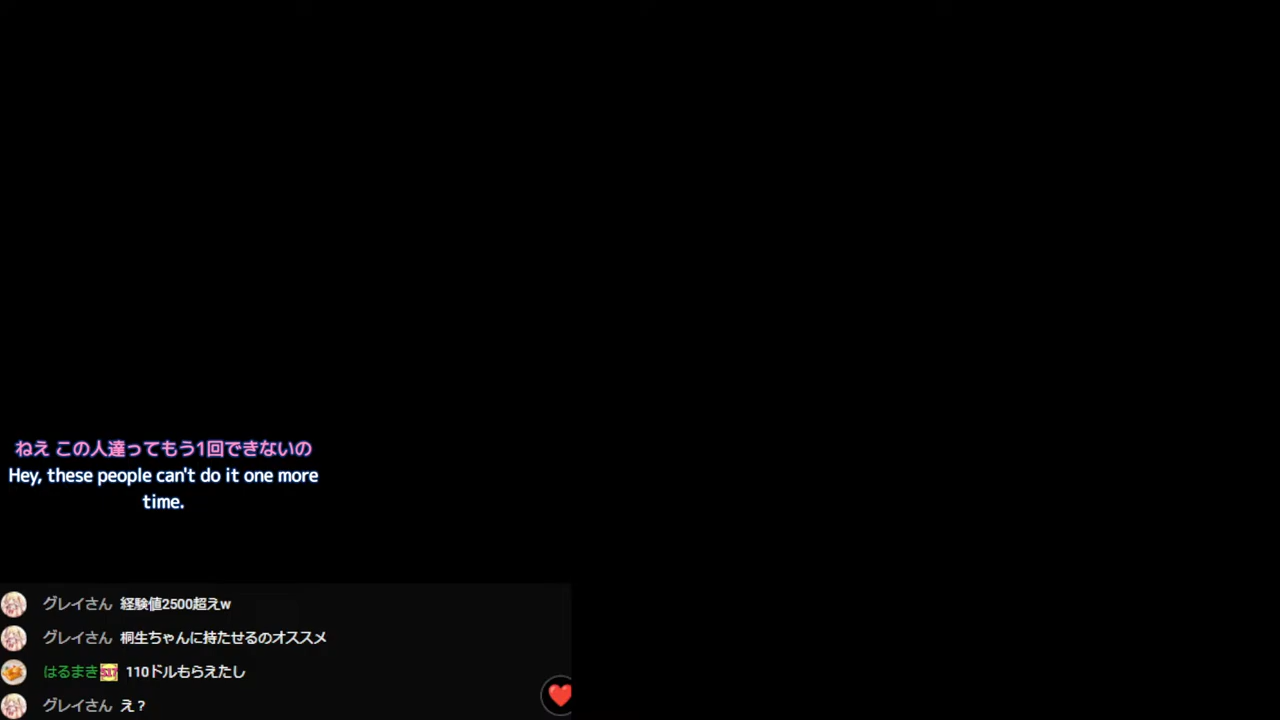 ねえ この人達ってもう1回できないの
Hey, these people can't do it one more
time.
グレイさん 経験値2500超えw
グレイさん 桐生ちゃんに持たせるのオススメ
はるまき 110ドルもらえたし
グレイさん え？